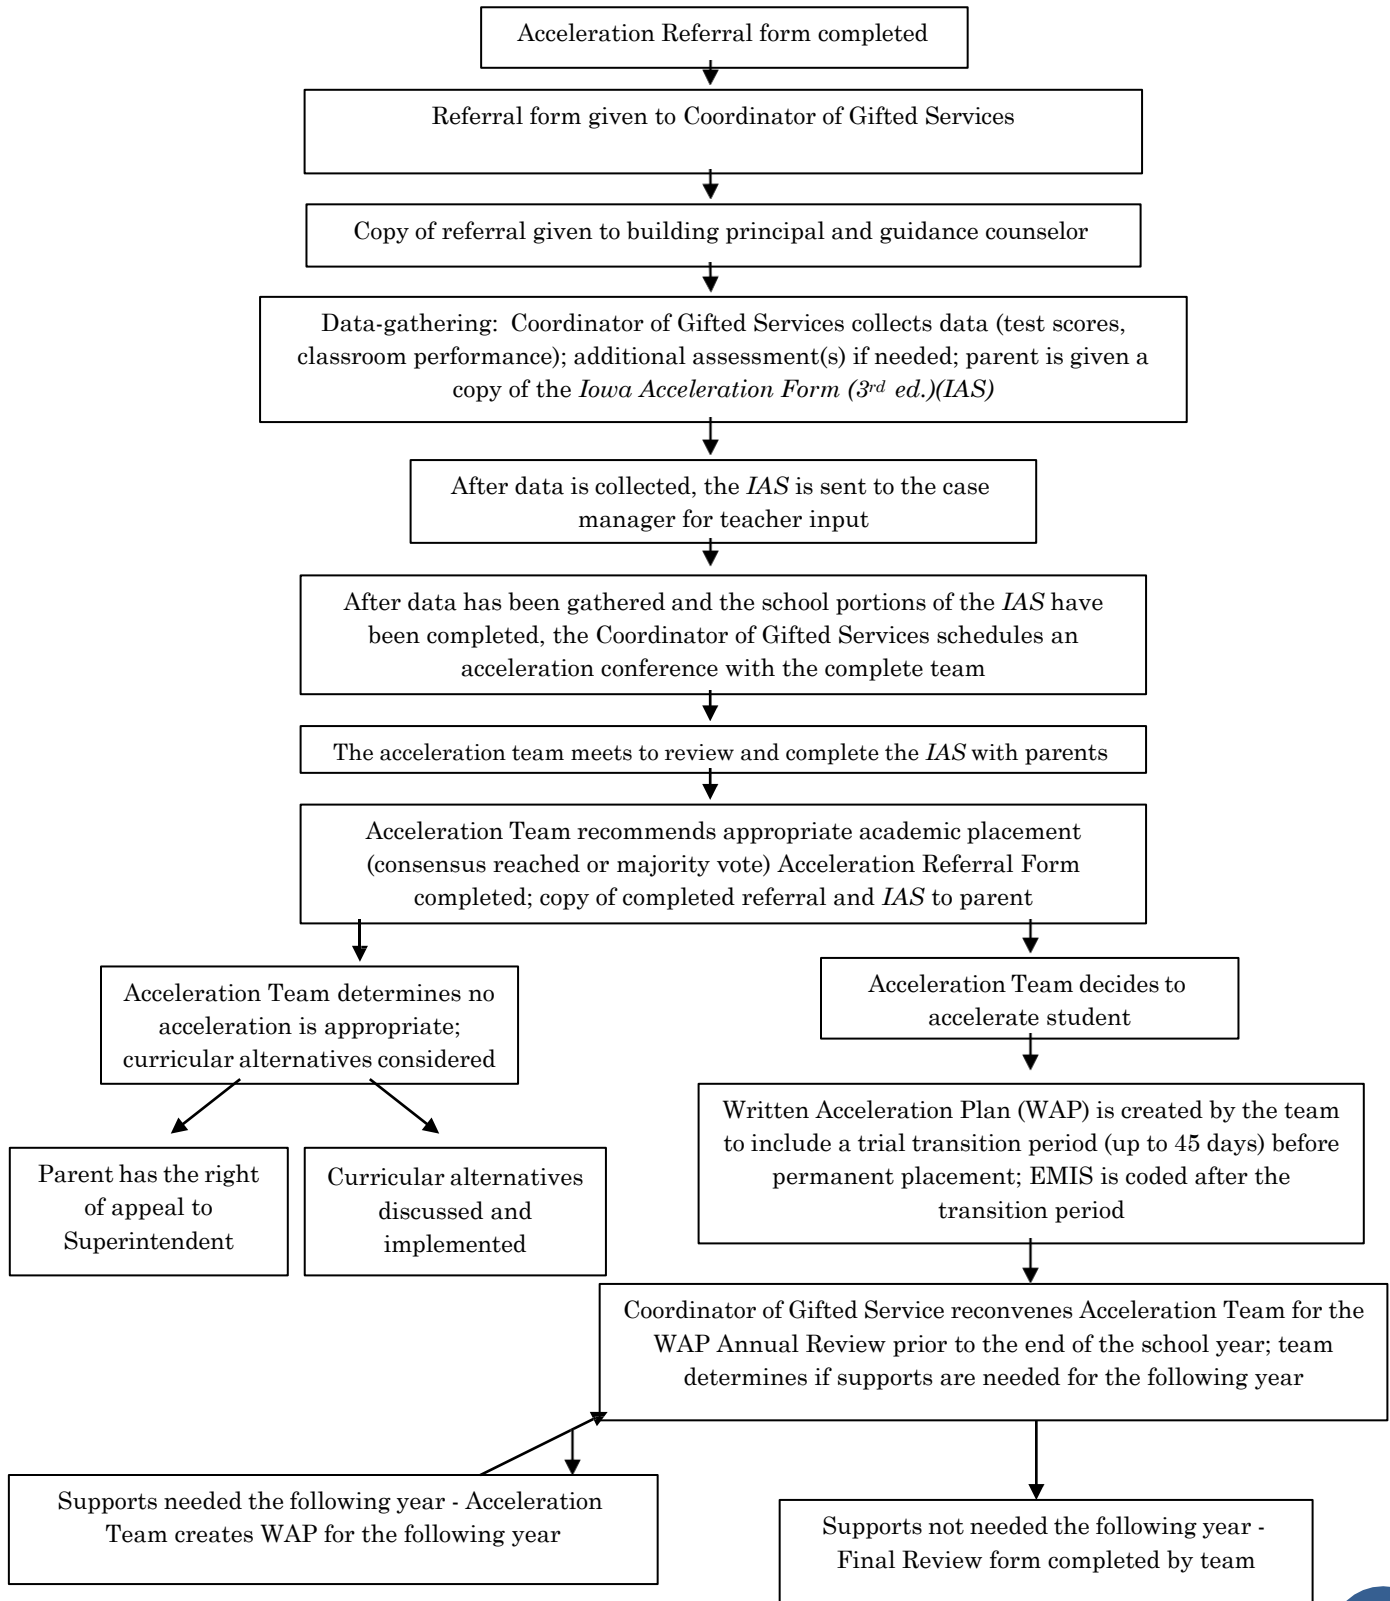 Acceleration Referral form completed
Referral form given to Coordinator of Gifted Services
Copy of referral given to building principal and guidance counselor
Data-gathering:  Coordinator of Gifted Services collects data (test scores,
classroom performance); additional assessment(s) if needed; parent is given a
copy of the Iowa Acceleration Form (3rd ed.)(IAS)
After data is collected, the IAS is sent to the case
manager for teacher input
After data has been gathered and the school portions of the IAS have
been completed, the Coordinator of Gifted Services schedules an
acceleration conference with the complete team
The acceleration team meets to review and complete the IAS with parents
Acceleration Team recommends appropriate academic placement
(consensus reached or majority vote) Acceleration Referral Form
completed; copy of completed referral and IAS to parent
Acceleration Team determines no
acceleration is appropriate;
curricular alternatives considered
Acceleration Team decides to
accelerate student
Parent has the right
of appeal to
Superintendent
Curricular alternatives
discussed and
implemented
Written Acceleration Plan (WAP) is created by the team
to include a trial transition period (up to 45 days) before
permanent placement; EMIS is coded after the
transition period
Coordinator of Gifted Service reconvenes Acceleration Team for the
WAP Annual Review prior to the end of the school year; team
determines if supports are needed for the following year
Supports needed the following year - Acceleration
Team creates WAP for the following year
Supports not needed the following year -
Final Review form completed by team